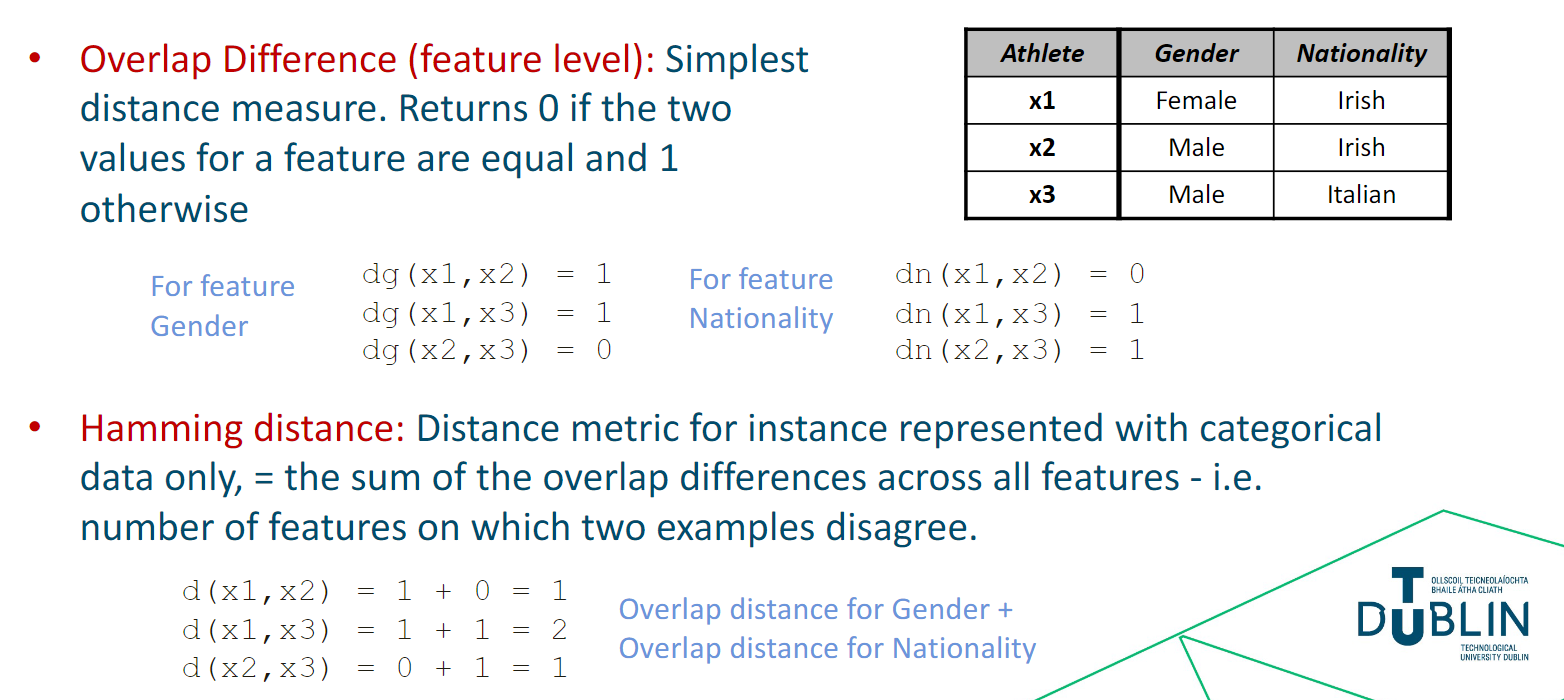 • Overlap Difference (feature level): Simplest
distance measure. Returns 0 if the two
values for a feature are equal and 1
otherwise
Athlete Gender Nationality
x1 Female Irish
x2 Male Irish
x3 Male Italian
For feature
Gender
dg(x1,x2) = 1
dg(x1,x3) = 1
dg(x2,x3) = 0
For feature
Nationality
dn(x1,x2) = 0
dn(x1,x3) = 1
dn(x2,x3) = 1
• Hamming distance: Distance metric for instance represented with categorical
data only, = the sum of the overlap differences across all features - i.e.
number of features on which two examples disagree.
d(x1,x2) = 1 + 0 = 1
d(x1,x3) = 1 + 1 = 2
d(x2,x3) = 0 + 1 = 1
Overlap distance for Gender +
Overlap distance for Nationality
OLLSCOIL TEICNEOLAÍOCHTA
BHAILE ÁTHA CLIATH
T
DUBLIN
TECHNOLOGICAL
UNIVERSITY DUBLIN